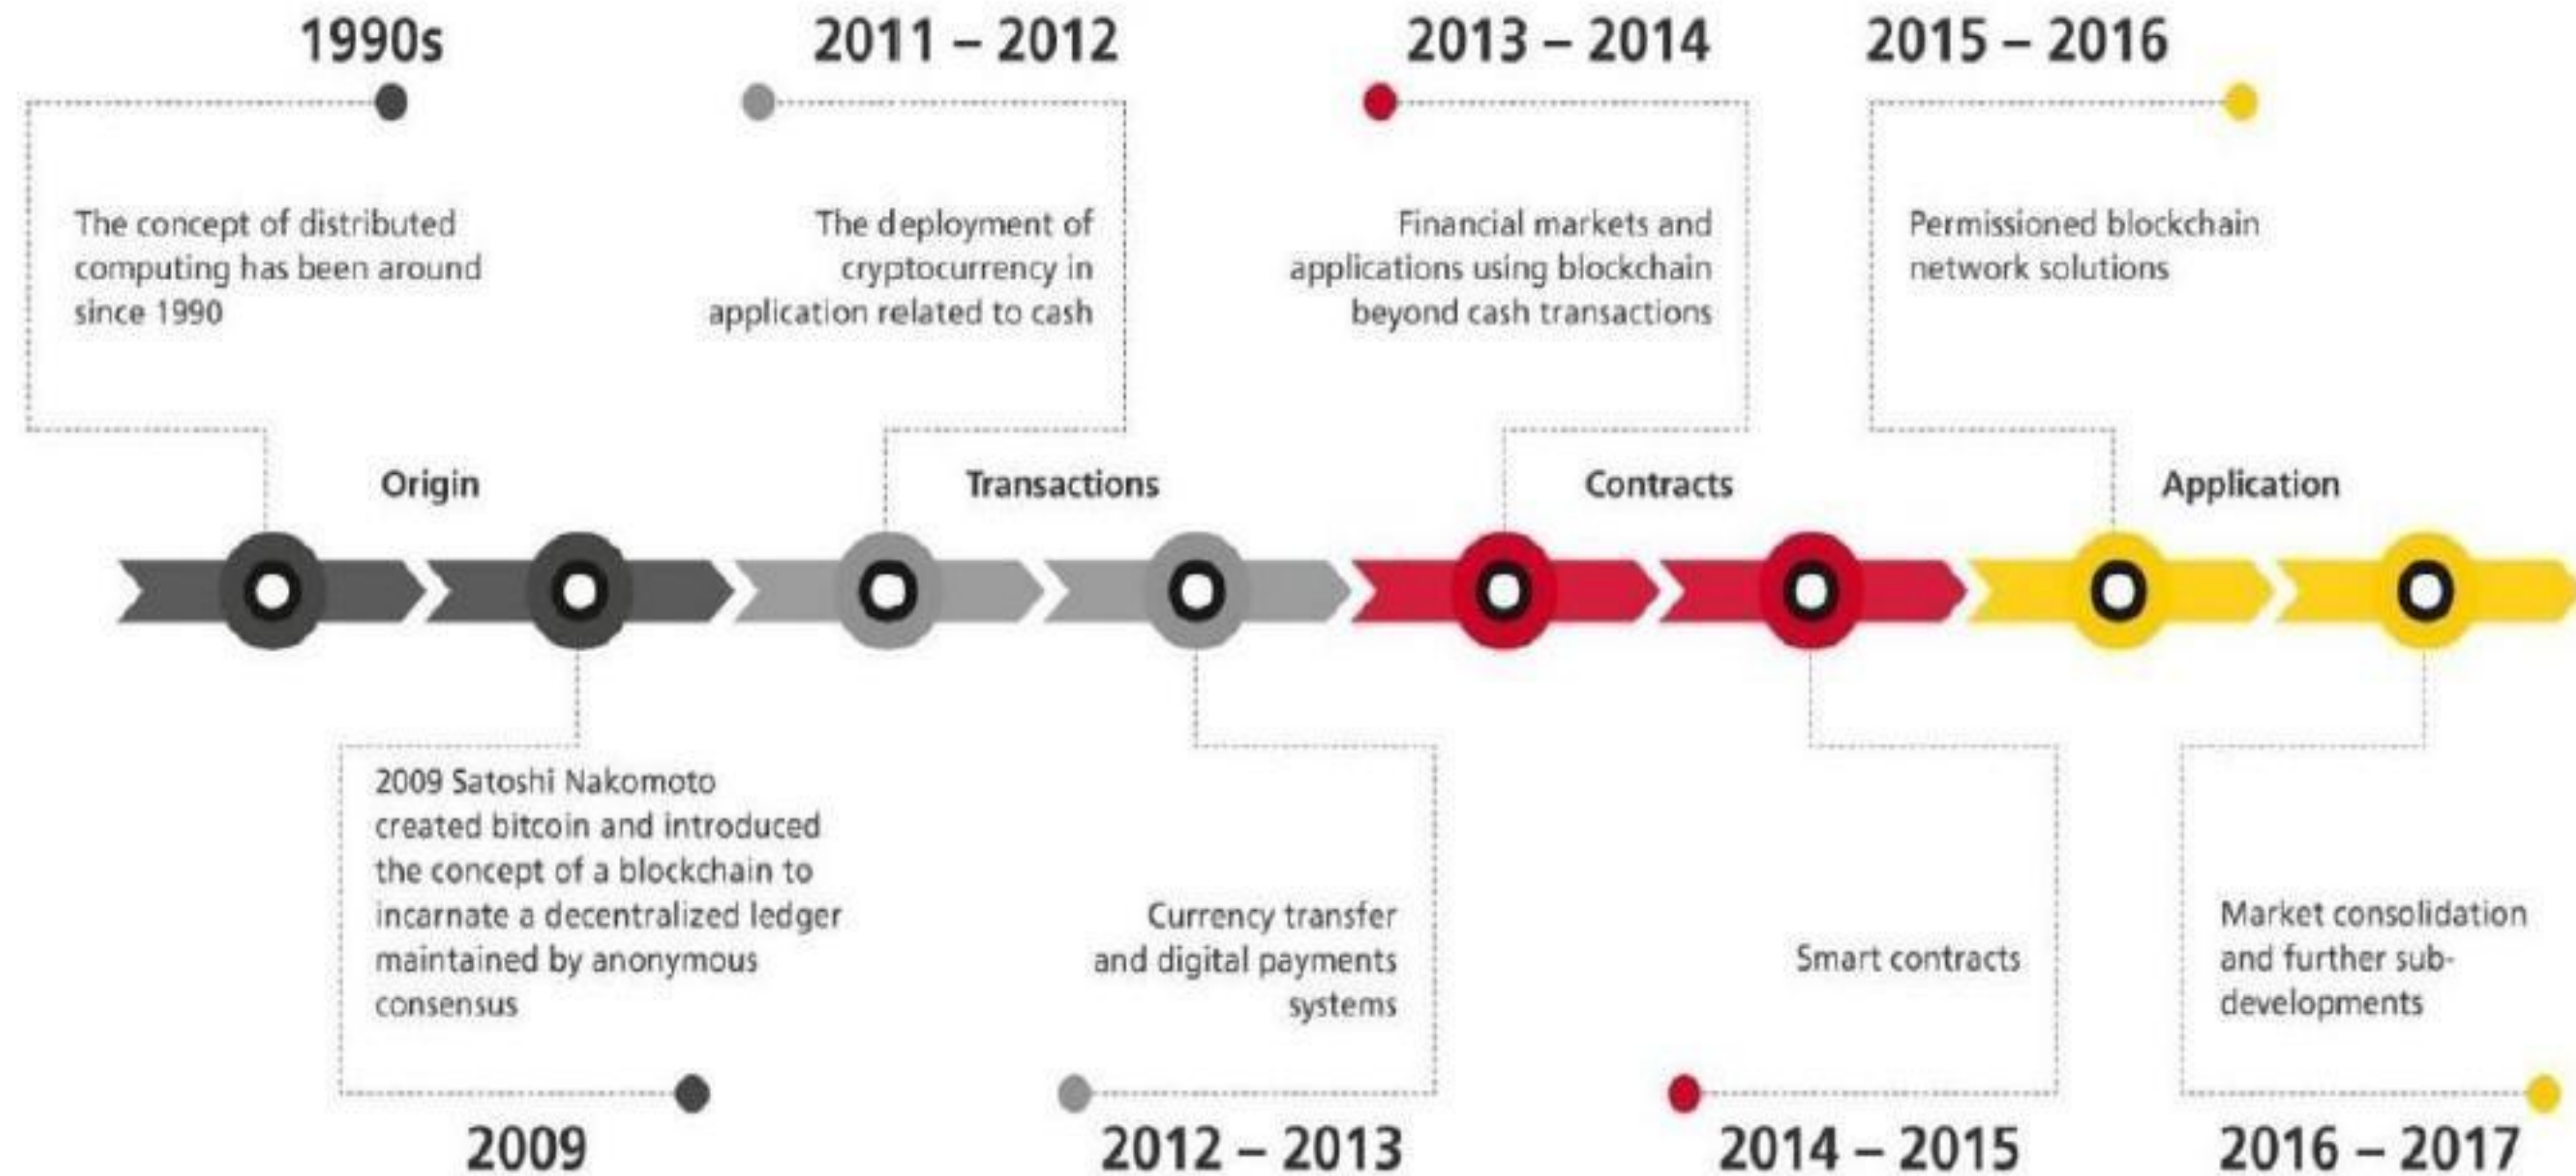 1990s
The concept of distributed
computing has been around
since 1990
2011 – 2012
The deployment of
cryptocurrency in
application related to cash
2013 – 2014
Financial markets and
applications using blockchain
beyond cash transactions
2015 – 2016
Permissioned blockchain
network solutions
Origin
Transactions
Contracts
Application
2009 Satoshi Nakomoto
created bitcoin and introduced
the concept of a blockchain to
incarnate a decentralized ledger
maintained by anonymous
consensus
2009
Currency transfer
and digital payments
systems
2012 – 2013
Smart contracts
2014 – 2015
Market consolidation
and further sub-
developments
2016 – 2017